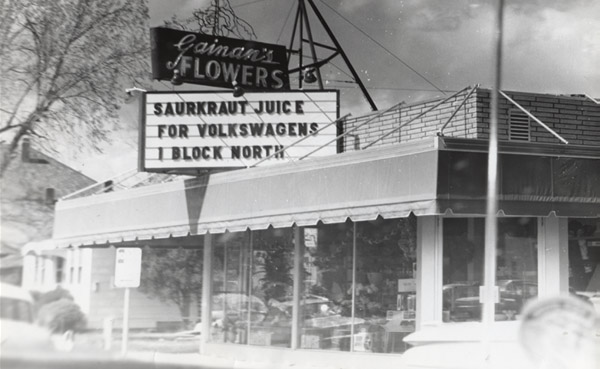 Gainan's
FLOWERS
SAURKRAUT JUICE
FOR VOLKSWAGENS
1 BLOCK NORTH